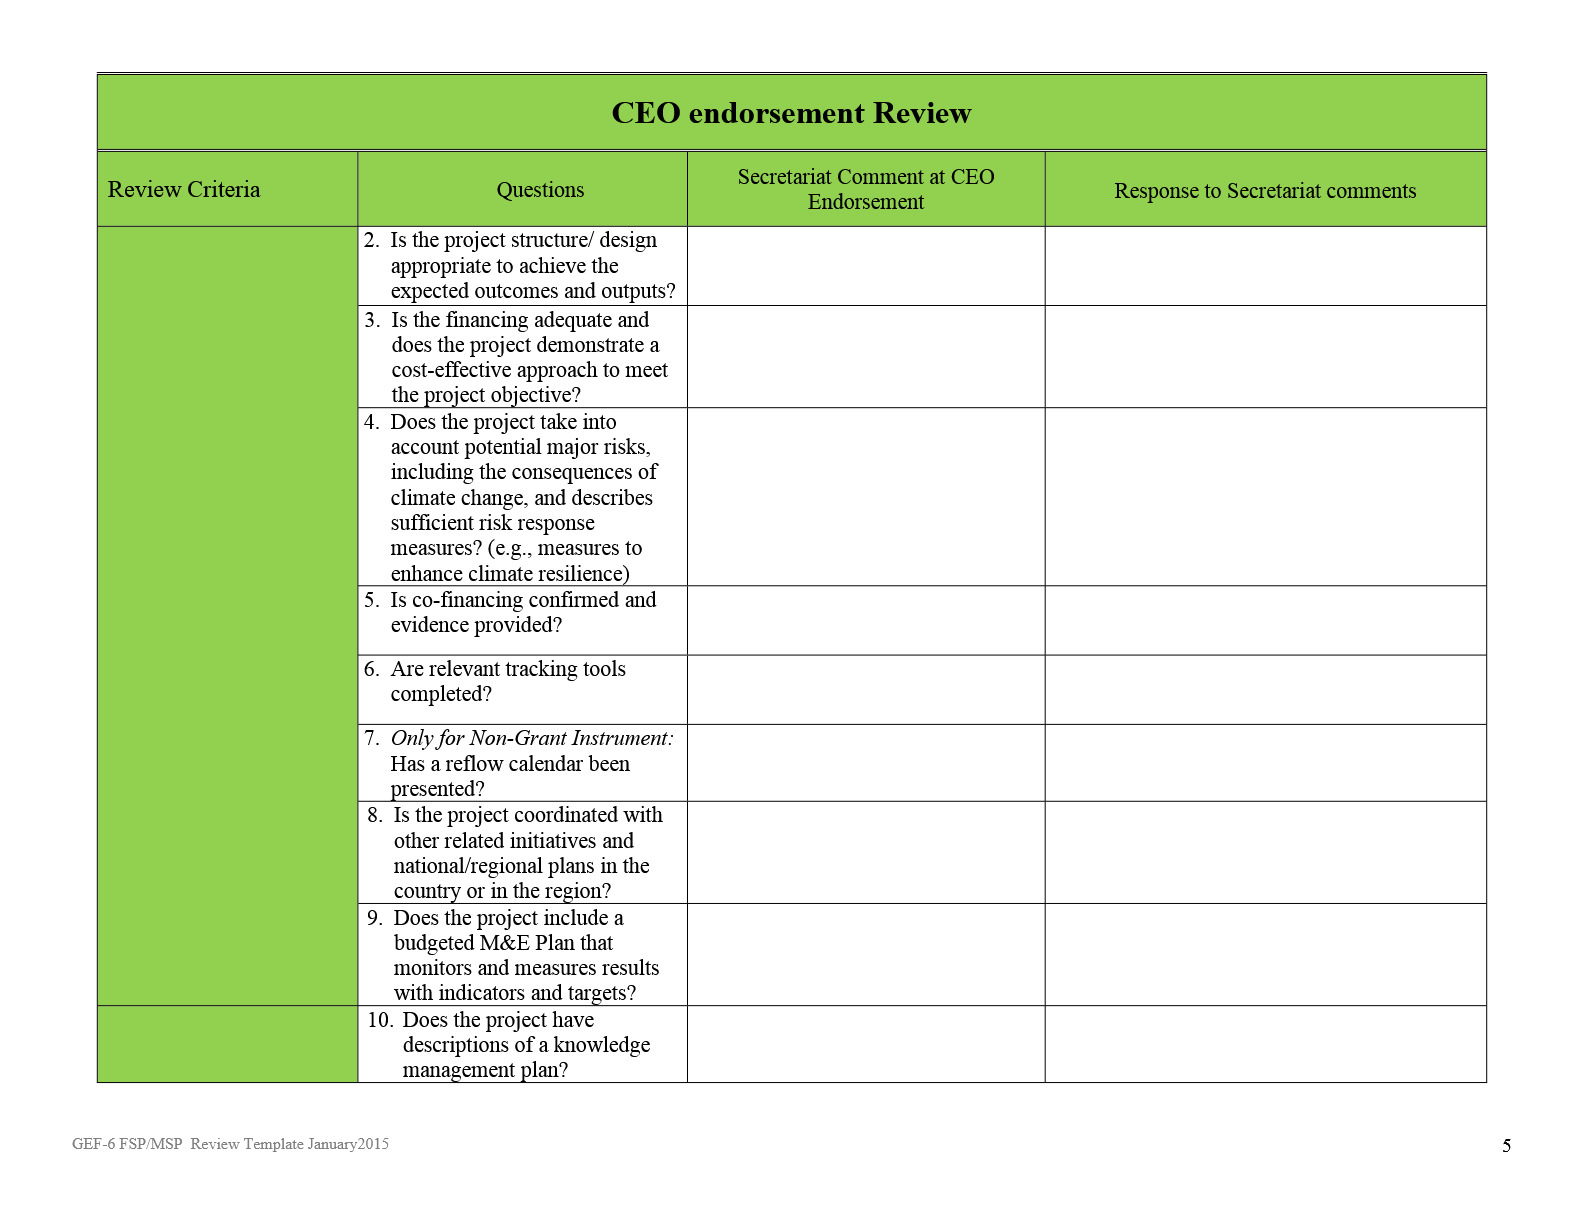 CEO endorsement Review
Review Criteria
Questions
Secretariat Comment at CEO
Endorsement
Response to Secretariat comments
2. Is the project structure/ design
appropriate to achieve the
expected outcomes and outputs?
3. Is the financing adequate and
does the project demonstrate a
cost-effective approach to meet
the project objective?
4. Does the project take into
account potential major risks,
including the consequences of
climate change, and describes
sufficient risk response
measures? (e.g., measures to
enhance climate resilience)
5. Is co-financing confirmed and
evidence provided?
6. Are relevant tracking tools
completed?
7. Only for Non-Grant Instrument:
Has a reflow calendar been
presented?
8. Is the project coordinated with
other related initiatives and
national/regional plans in the
country or in the region?
9. Does the project include a
budgeted M&E Plan that
monitors and measures results
with indicators and targets?
10. Does the project have
descriptions of a knowledge
management plan?
GEF-6 FSP/MSP Review Template January2015
5